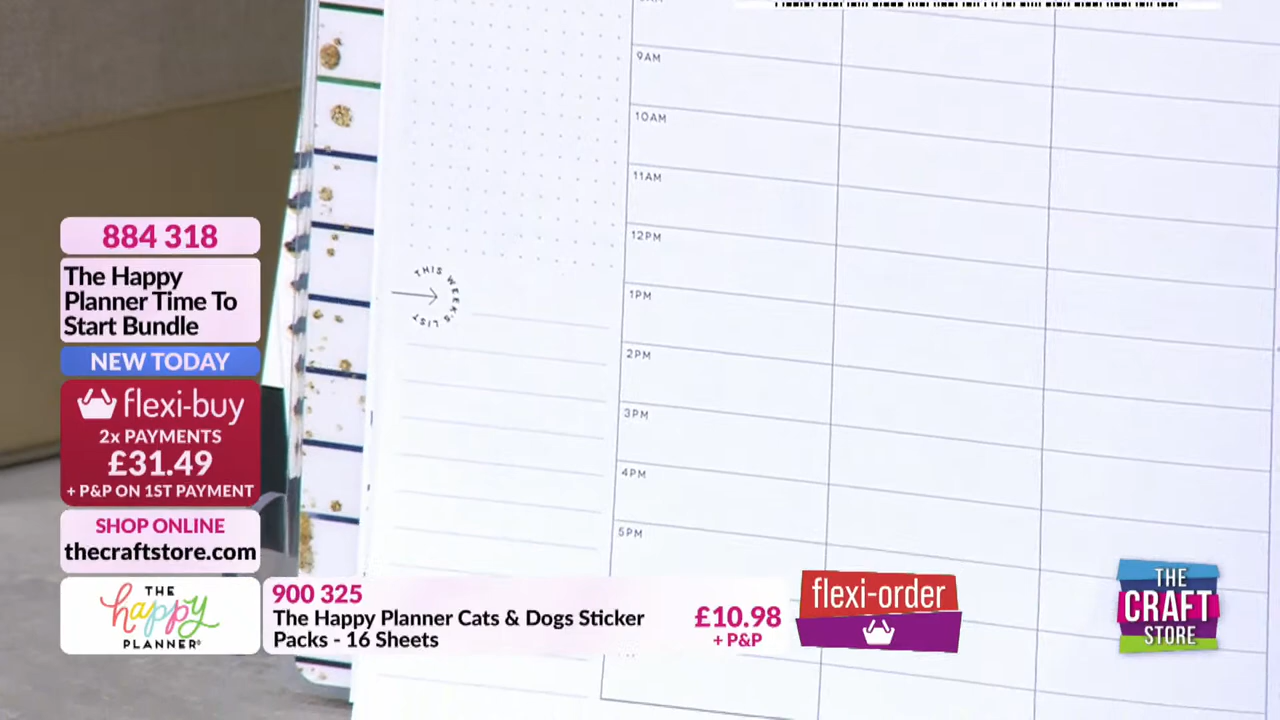 9AM
10AM
11AM
12PM
1PM
2PM
3PM
4PM
5PM
THIS WEEK'S LIST
884 318
The Happy
Planner Time To
Start Bundle
NEW TODAY
flexi-buy
2x PAYMENTS
£31.49
+ P&P ON 1ST PAYMENT
SHOP ONLINE
thecraftstore.com
THE
happy
PLANNER®
900 325
The Happy Planner Cats & Dogs Sticker
Packs - 16 Sheets
£10.98
+ P&P
flexi-order
THE
CRAFT
STORE